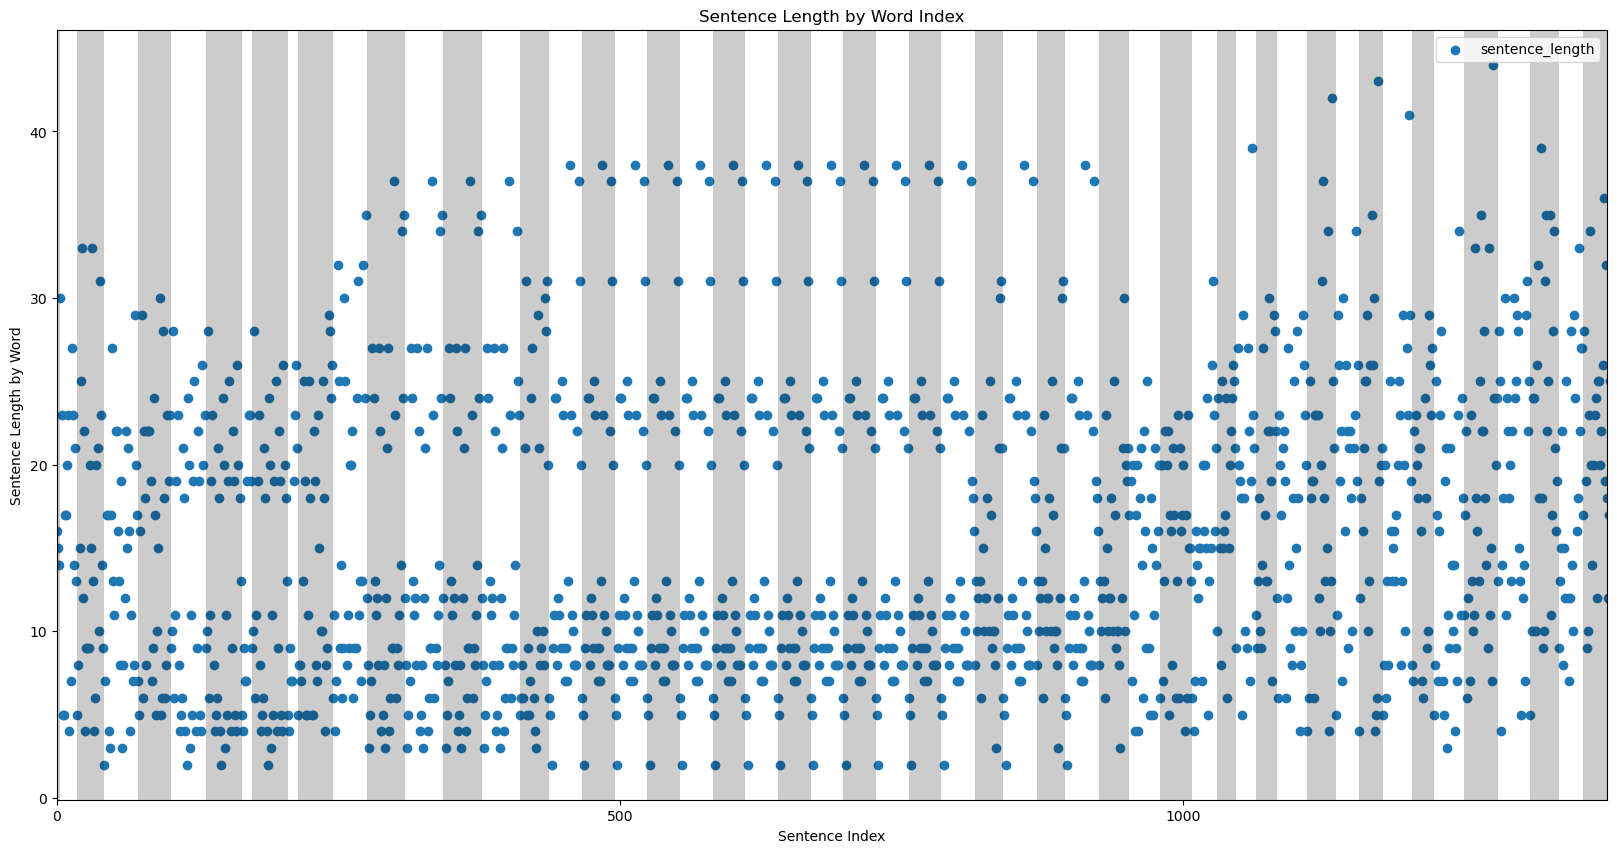 Sentence Length by Word Index
sentence_length
40
30
20
10
0
Sentence Length by Word
0
500
1000
Sentence Index